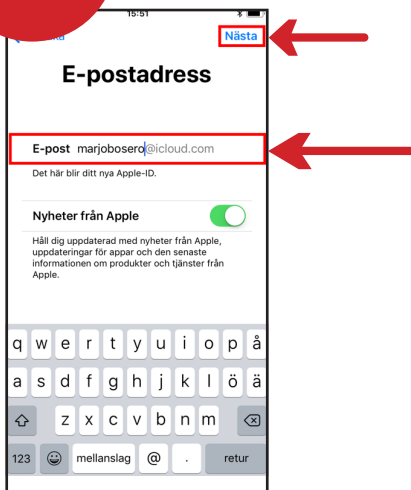 15:51
Nästa
E-postadress
E-post marjobosero@icloud.com
Det här blir ditt nya Apple-ID.
Nyheter från Apple
Håll dig uppdaterad med nyheter från Apple,
uppdateringar för appar och den senaste
informationen om produkter och tjänster från
Apple.
q w e r t y u i o p å
a s d f g h j k l ö ä
z x c v b n m
123 mellanslag @ . retur